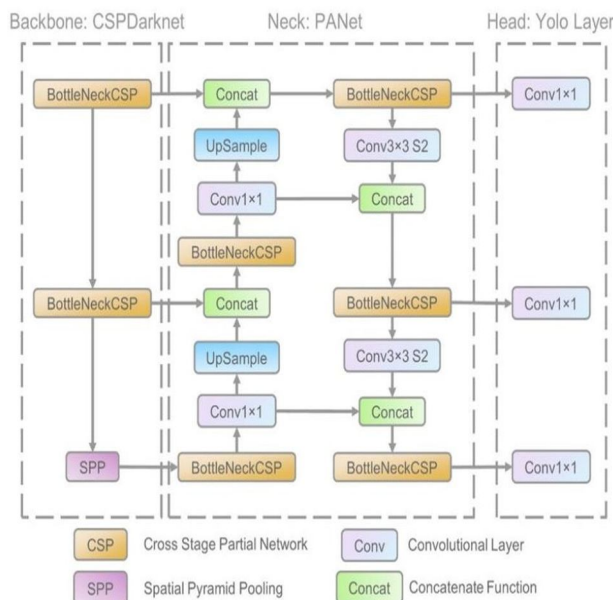 Backbone: CSPDarknet Neck: PANet Head: Yolo Layer
BottleNeckCSP Concat BottleNeckCSP Conv1×1
UpSample Conv3×3 S2
Conv1×1 Concat
BottleNeckCSP
BottleNeckCSP Concat BottleNeckCSP Conv1×1
UpSample Conv3×3 S2
Conv1×1 Concat
SPP BottleNeckCSP BottleNeckCSP Conv1×1
CSP Cross Stage Partial Network Conv Convolutional Layer
SPP Spatial Pyramid Pooling Concat Concatenate Function